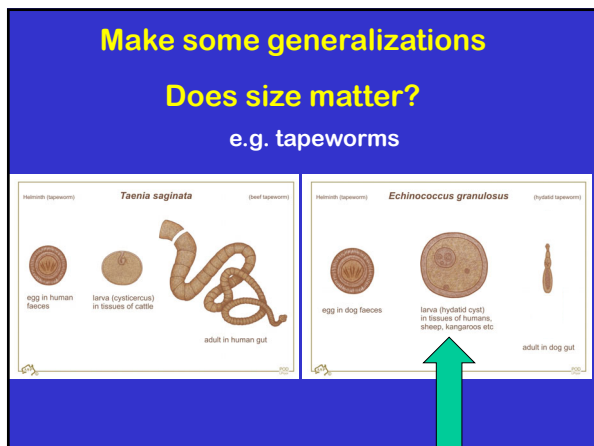 Make some generalizations
Does size matter?
e.g. tapeworms
Helminth (tapeworm)
Taenia saginata
(beef tapeworm)
egg in human
faeces
larva (cysticercus)
in tissues of cattle
adult in human gut
Helminth (tapeworm)
Echinococcus granulosus
(hydatid tapeworm)
egg in dog faeces
larva (hydatid cyst)
in tissues of humans,
sheep, kangaroos etc
adult in dog gut